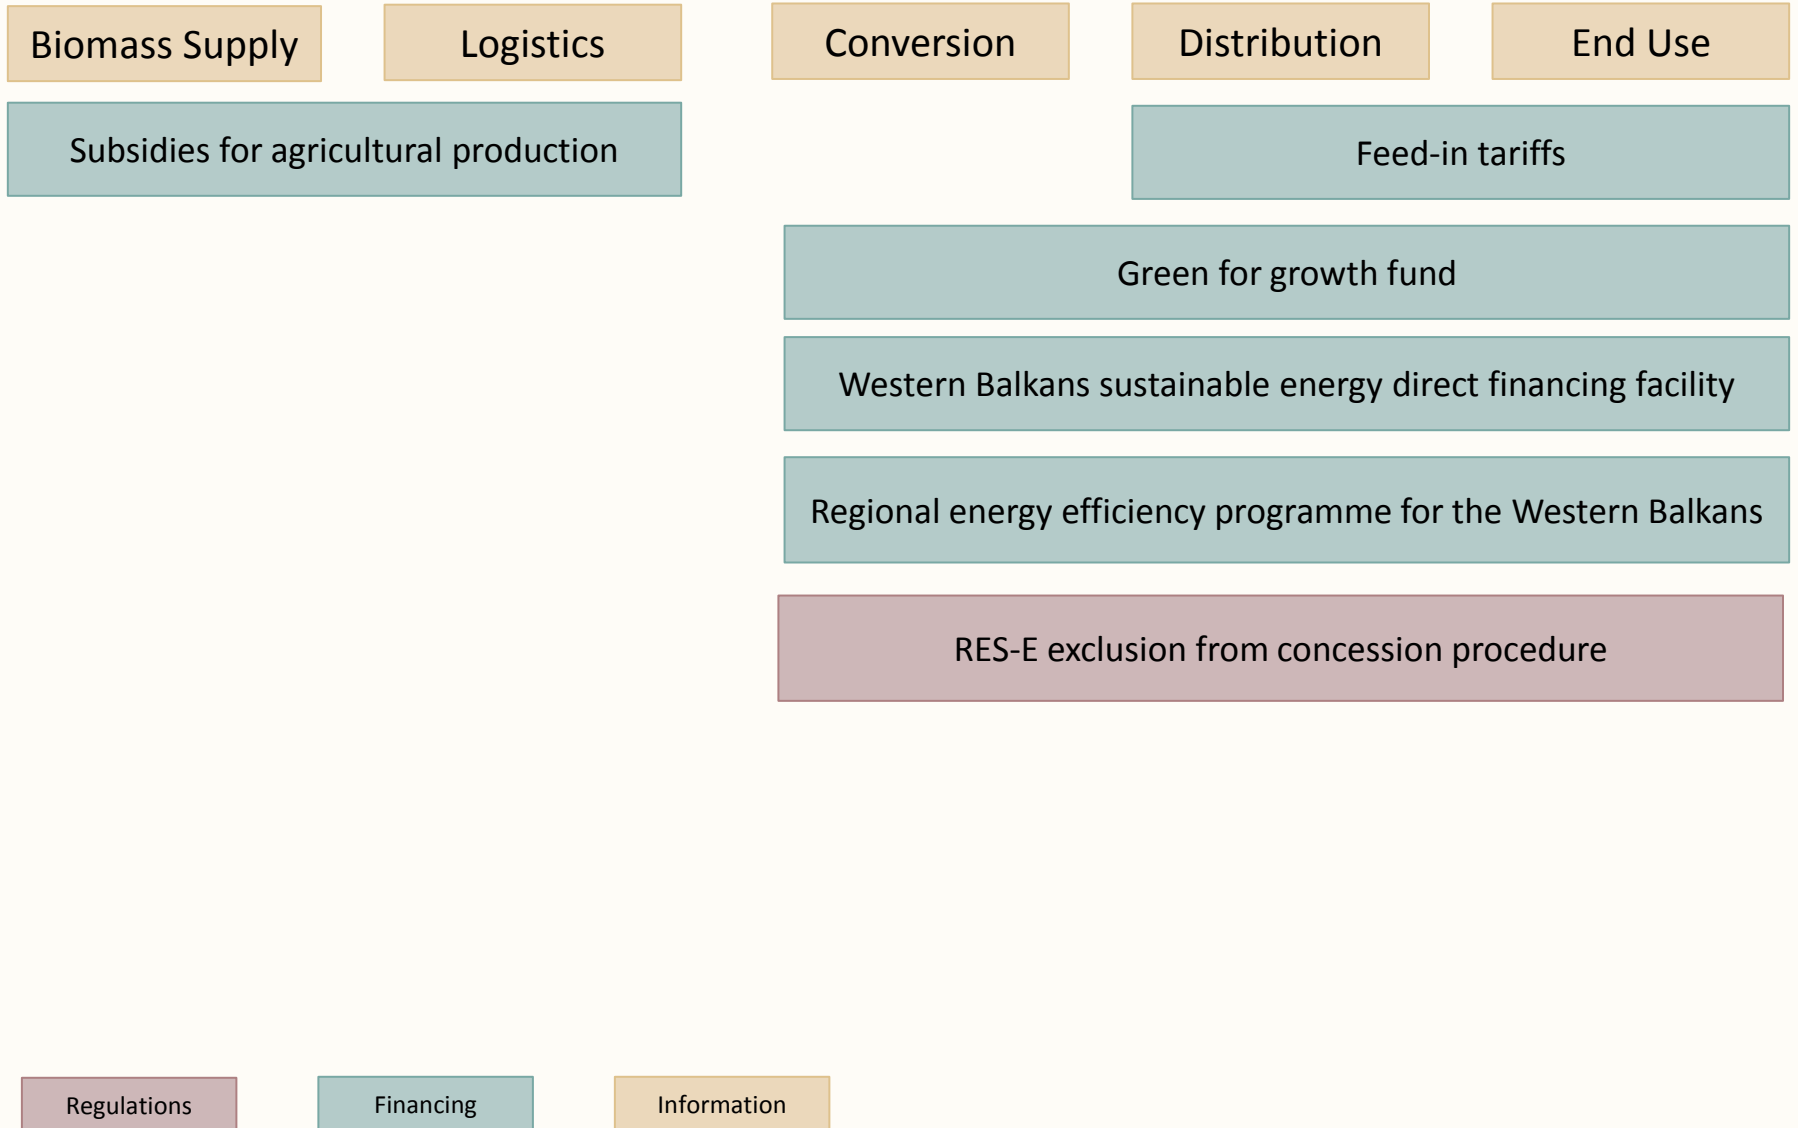 Biomass Supply
Logistics
Conversion
Distribution
End Use
Subsidies for agricultural production
Feed-in tariffs
Green for growth fund
Western Balkans sustainable energy direct financing facility
Regional energy efficiency programme for the Western Balkans
RES-E exclusion from concession procedure
Regulations
Financing
Information